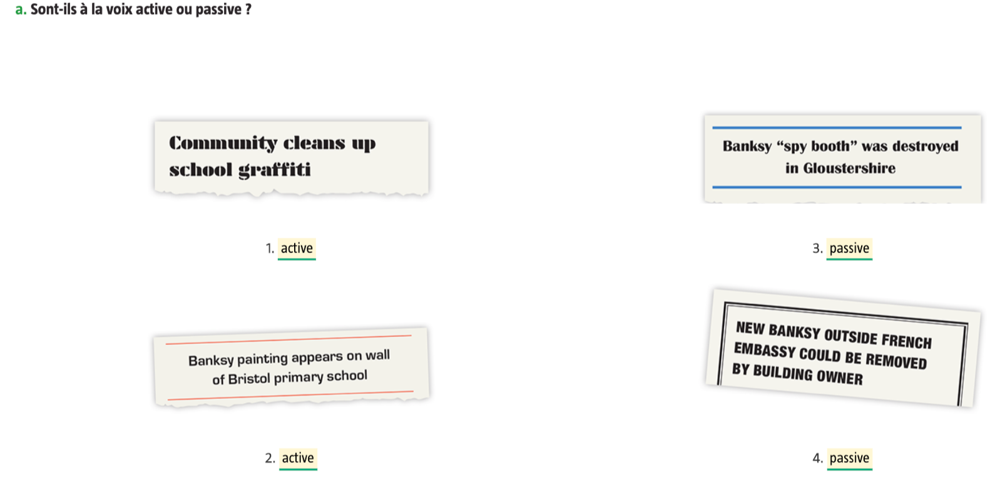 a. Sont-ils à la voix active ou passive ?
Community cleans up
school graffiti
1. active
Banksy painting appears on wall
of Bristol primary school
2. active
Banksy “spy booth” was destroyed
in Gloustershire
3. passive
NEW BANKSY OUTSIDE FRENCH
EMBASSY COULD BE REMOVED
BY BUILDING OWNER
4. passive